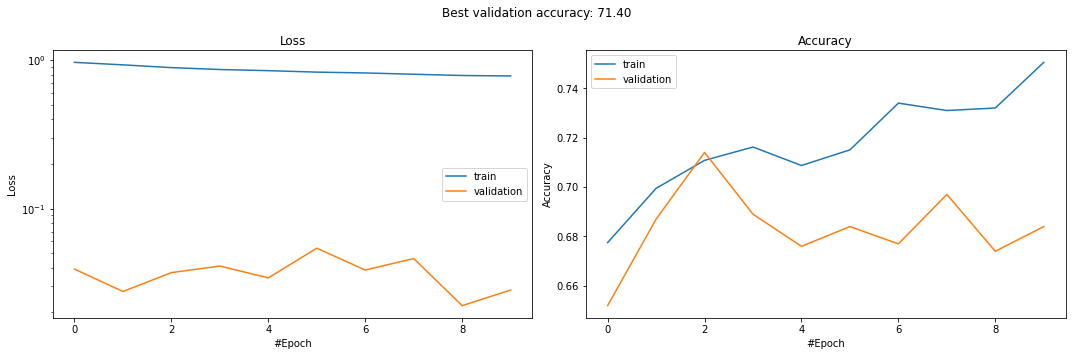 Best validation accuracy: 71.40
Loss
10⁰
10⁻¹
Loss
train
validation
0 2 4 6 8
#Epoch
Accuracy
train
validation
0.74
0.72
0.70
0.68
0.66
Accuracy
0 2 4 6 8
#Epoch